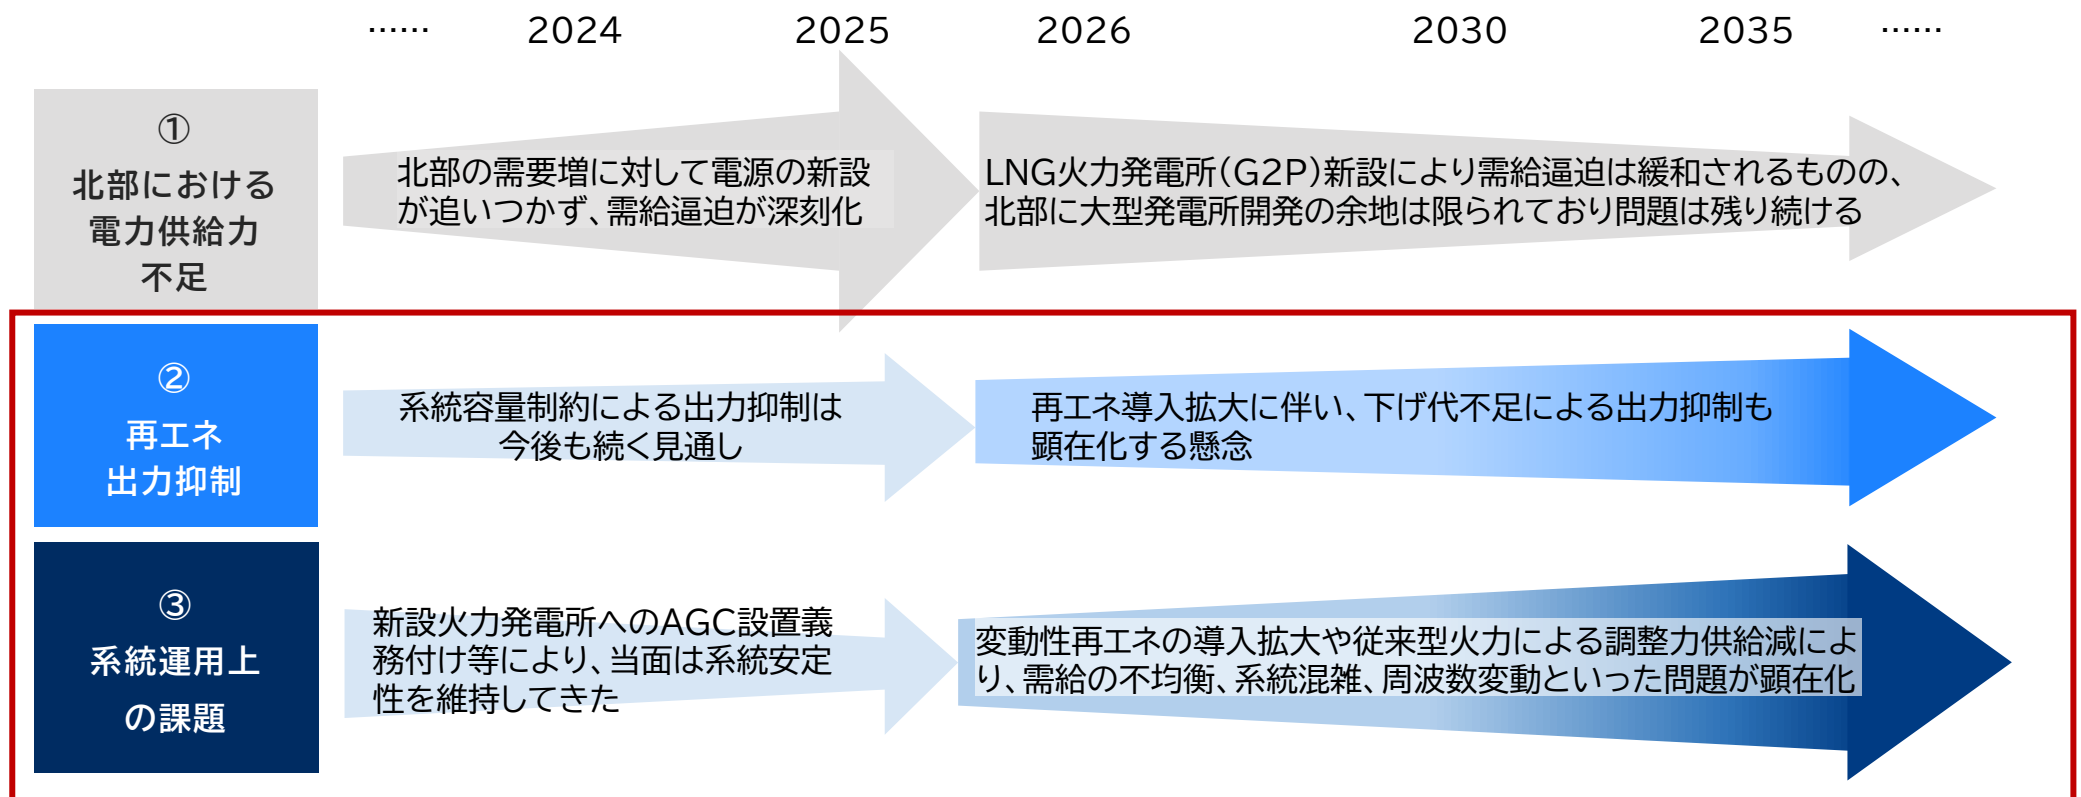 …… 2024 2025 2026 2030 2035 ……
①
北部における
電力供給力
不足
北部の需要増に対して電源の新設
が追いつかず、需給逼迫が深刻化
LNG火力発電所（G2P）新設により需給逼迫は緩和されるものの、
北部に大型発電所開発の余地は限られており問題は残り続ける
②
再エネ
出力抑制
系統容量制約による出力抑制は
今後も続く見通し
再エネ導入拡大に伴い、下げ代不足による出力抑制も
顕在化する懸念
③
系統運用上
の課題
新設火力発電所へのAGC設置義
務付け等により、当面は系統安定
性を維持してきた
変動性再エネの導入拡大や従来型火力による調整力供給減によ
り、需給の不均衡、系統混雑、周波数変動といった問題が顕在化